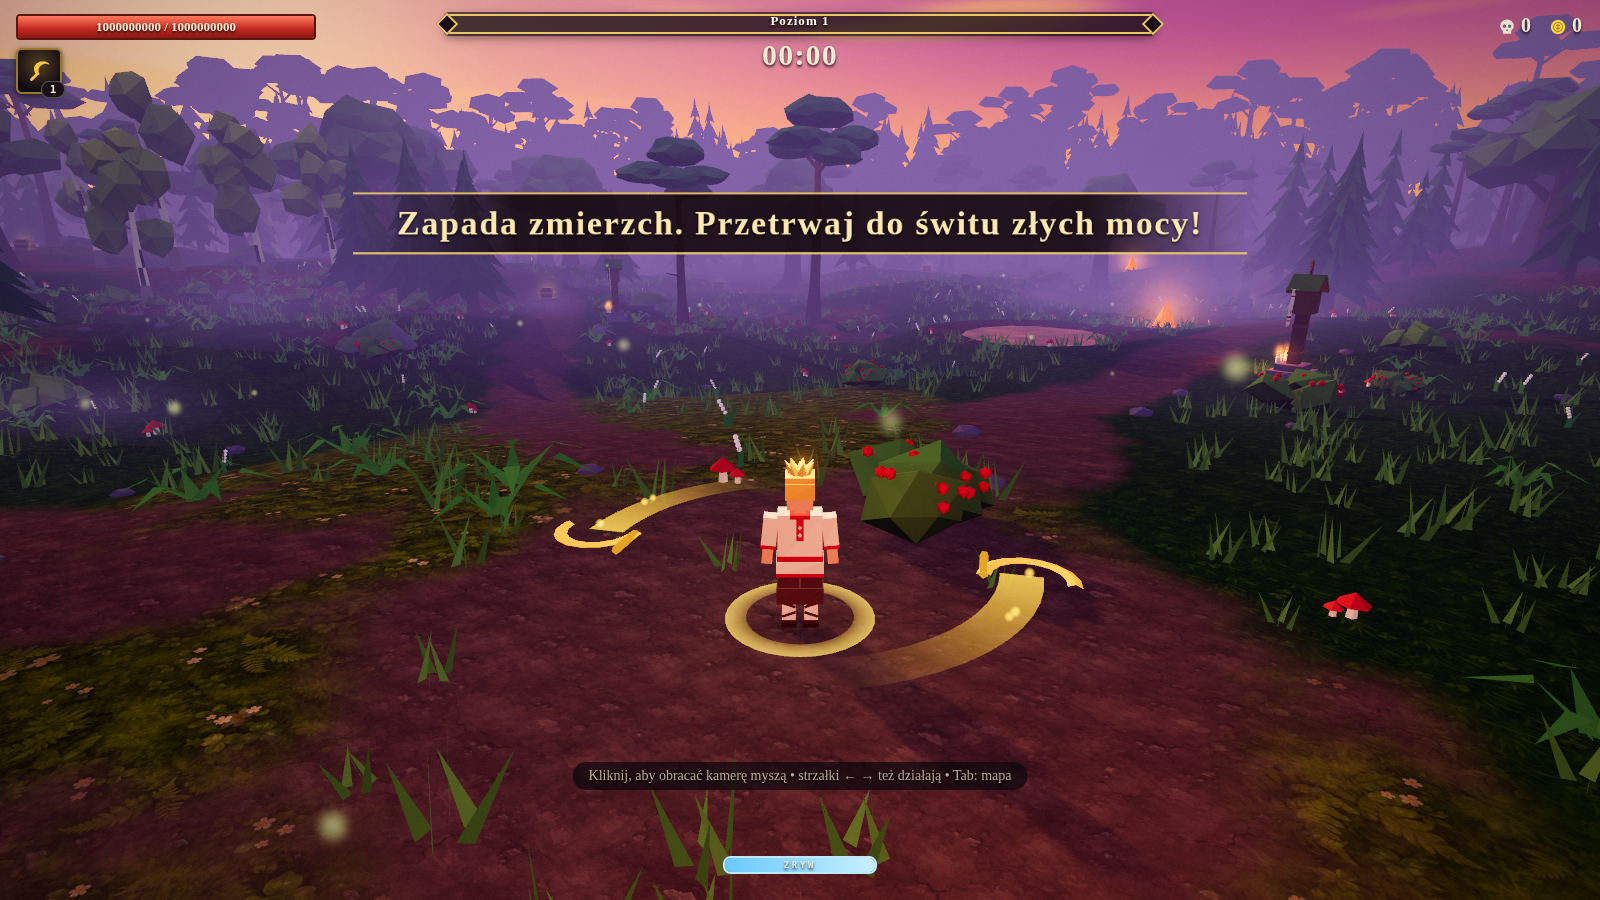 1000000000 / 1000000000
Poziom 1
0
0
00:00
1
Zapada zmierzch. Przetrwaj do świtu złych mocy!
Kliknij, aby obracać kamerę myszą • strzałki ← → też działają • Tab: mapa
ZRYW